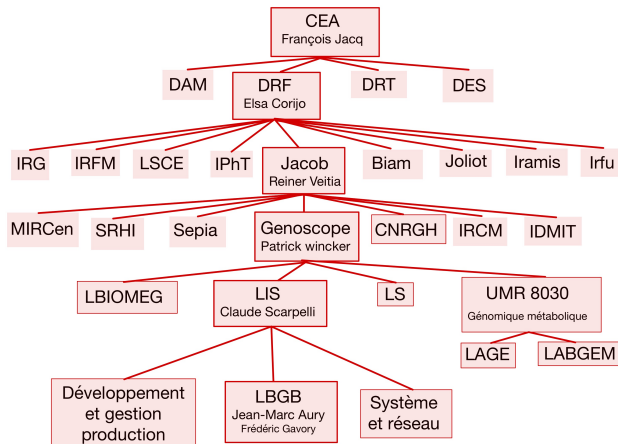 CEA
François Jacq
DAM
DRF
Elsa Corijo
DRT
DES
IRG
IRFM
LSCE
IPhT
Jacob
Reiner Veitia
Biam
Joliot
Iramis
Irfu
MIRCen
SRHI
Sepia
Genoscope
Patrick wincker
CNRGH
IRCM
IDMIT
LBIOMEG
LIS
Claude Scarpelli
LS
UMR 8030
Génomique métabolique
LAGE
LABGEM
Développement
et gestion
production
LBGB
Jean-Marc Aury
Frédéric Gavory
Système
et réseau